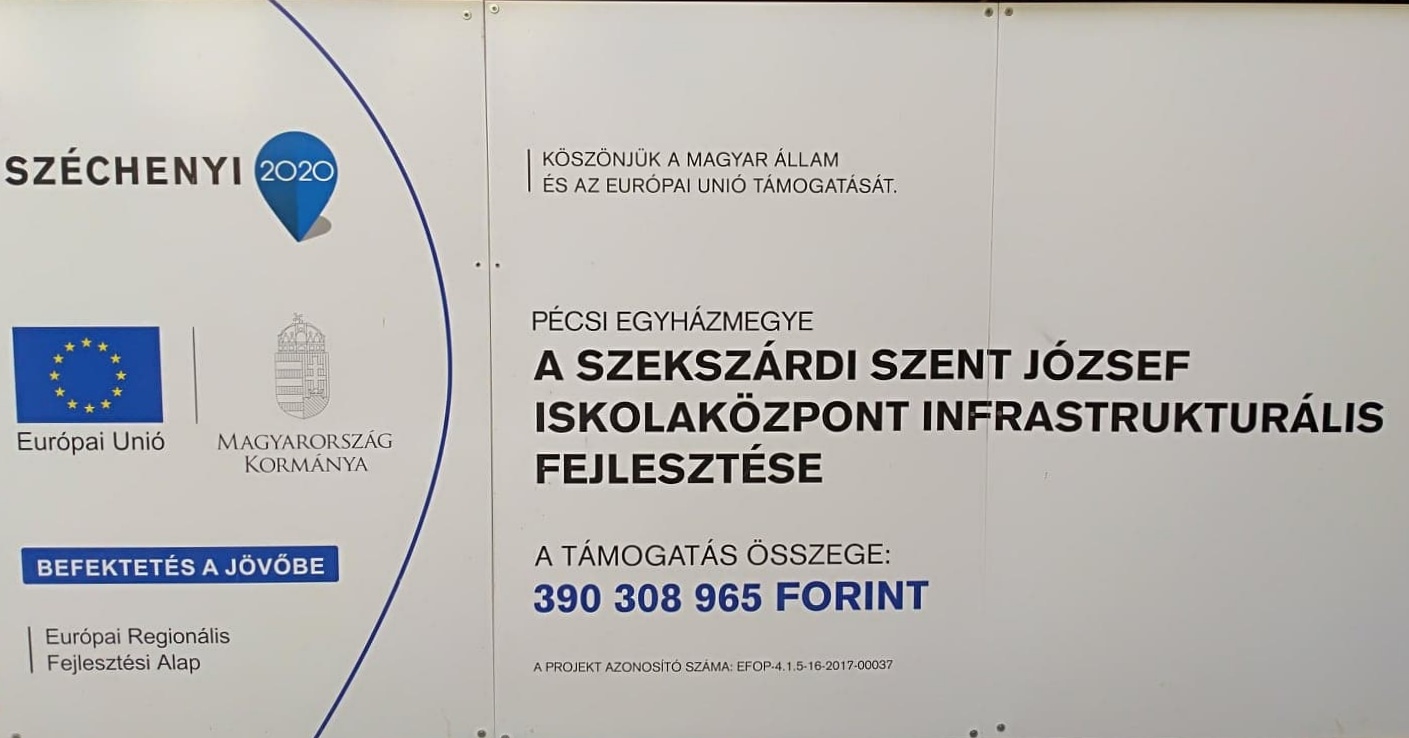 SZÉCHENYI 2020
Európai Unió
MAGYARORSZÁG
KORMÁNYA
BEFEKTETÉS A JÖVŐBE
Európai Regionális
Fejlesztési Alap
KÖSZÖNJÜK A MAGYAR ÁLLAM
ÉS AZ EURÓPAI UNIÓ TÁMOGATÁSÁT.
PÉCSI EGYHÁZMEGYE
A SZEKSZÁRDI SZENT JÓZSEF
ISKOLAKÖZPONT INFRASTRUKTURÁLIS
FEJLESZTÉSE
A TÁMOGATÁS ÖSSZEGE:
390 308 965 FORINT
A PROJEKT AZONOSÍTÓ SZÁMA: EFOP-4.1.5-16-2017-00037